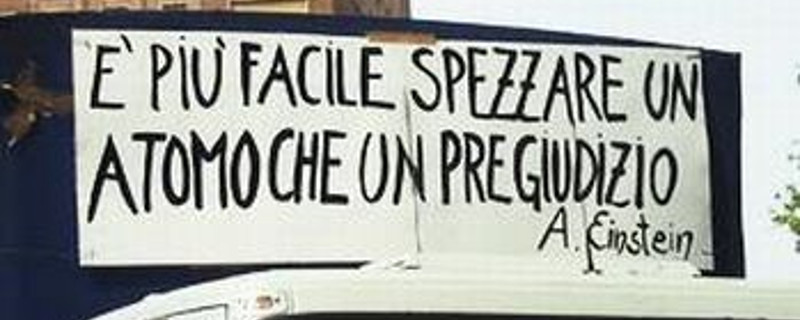 E' PIU' FACILE SPEZZARE UN
ATOMO CHE UN PREGIUDIZIO
A. Einstein